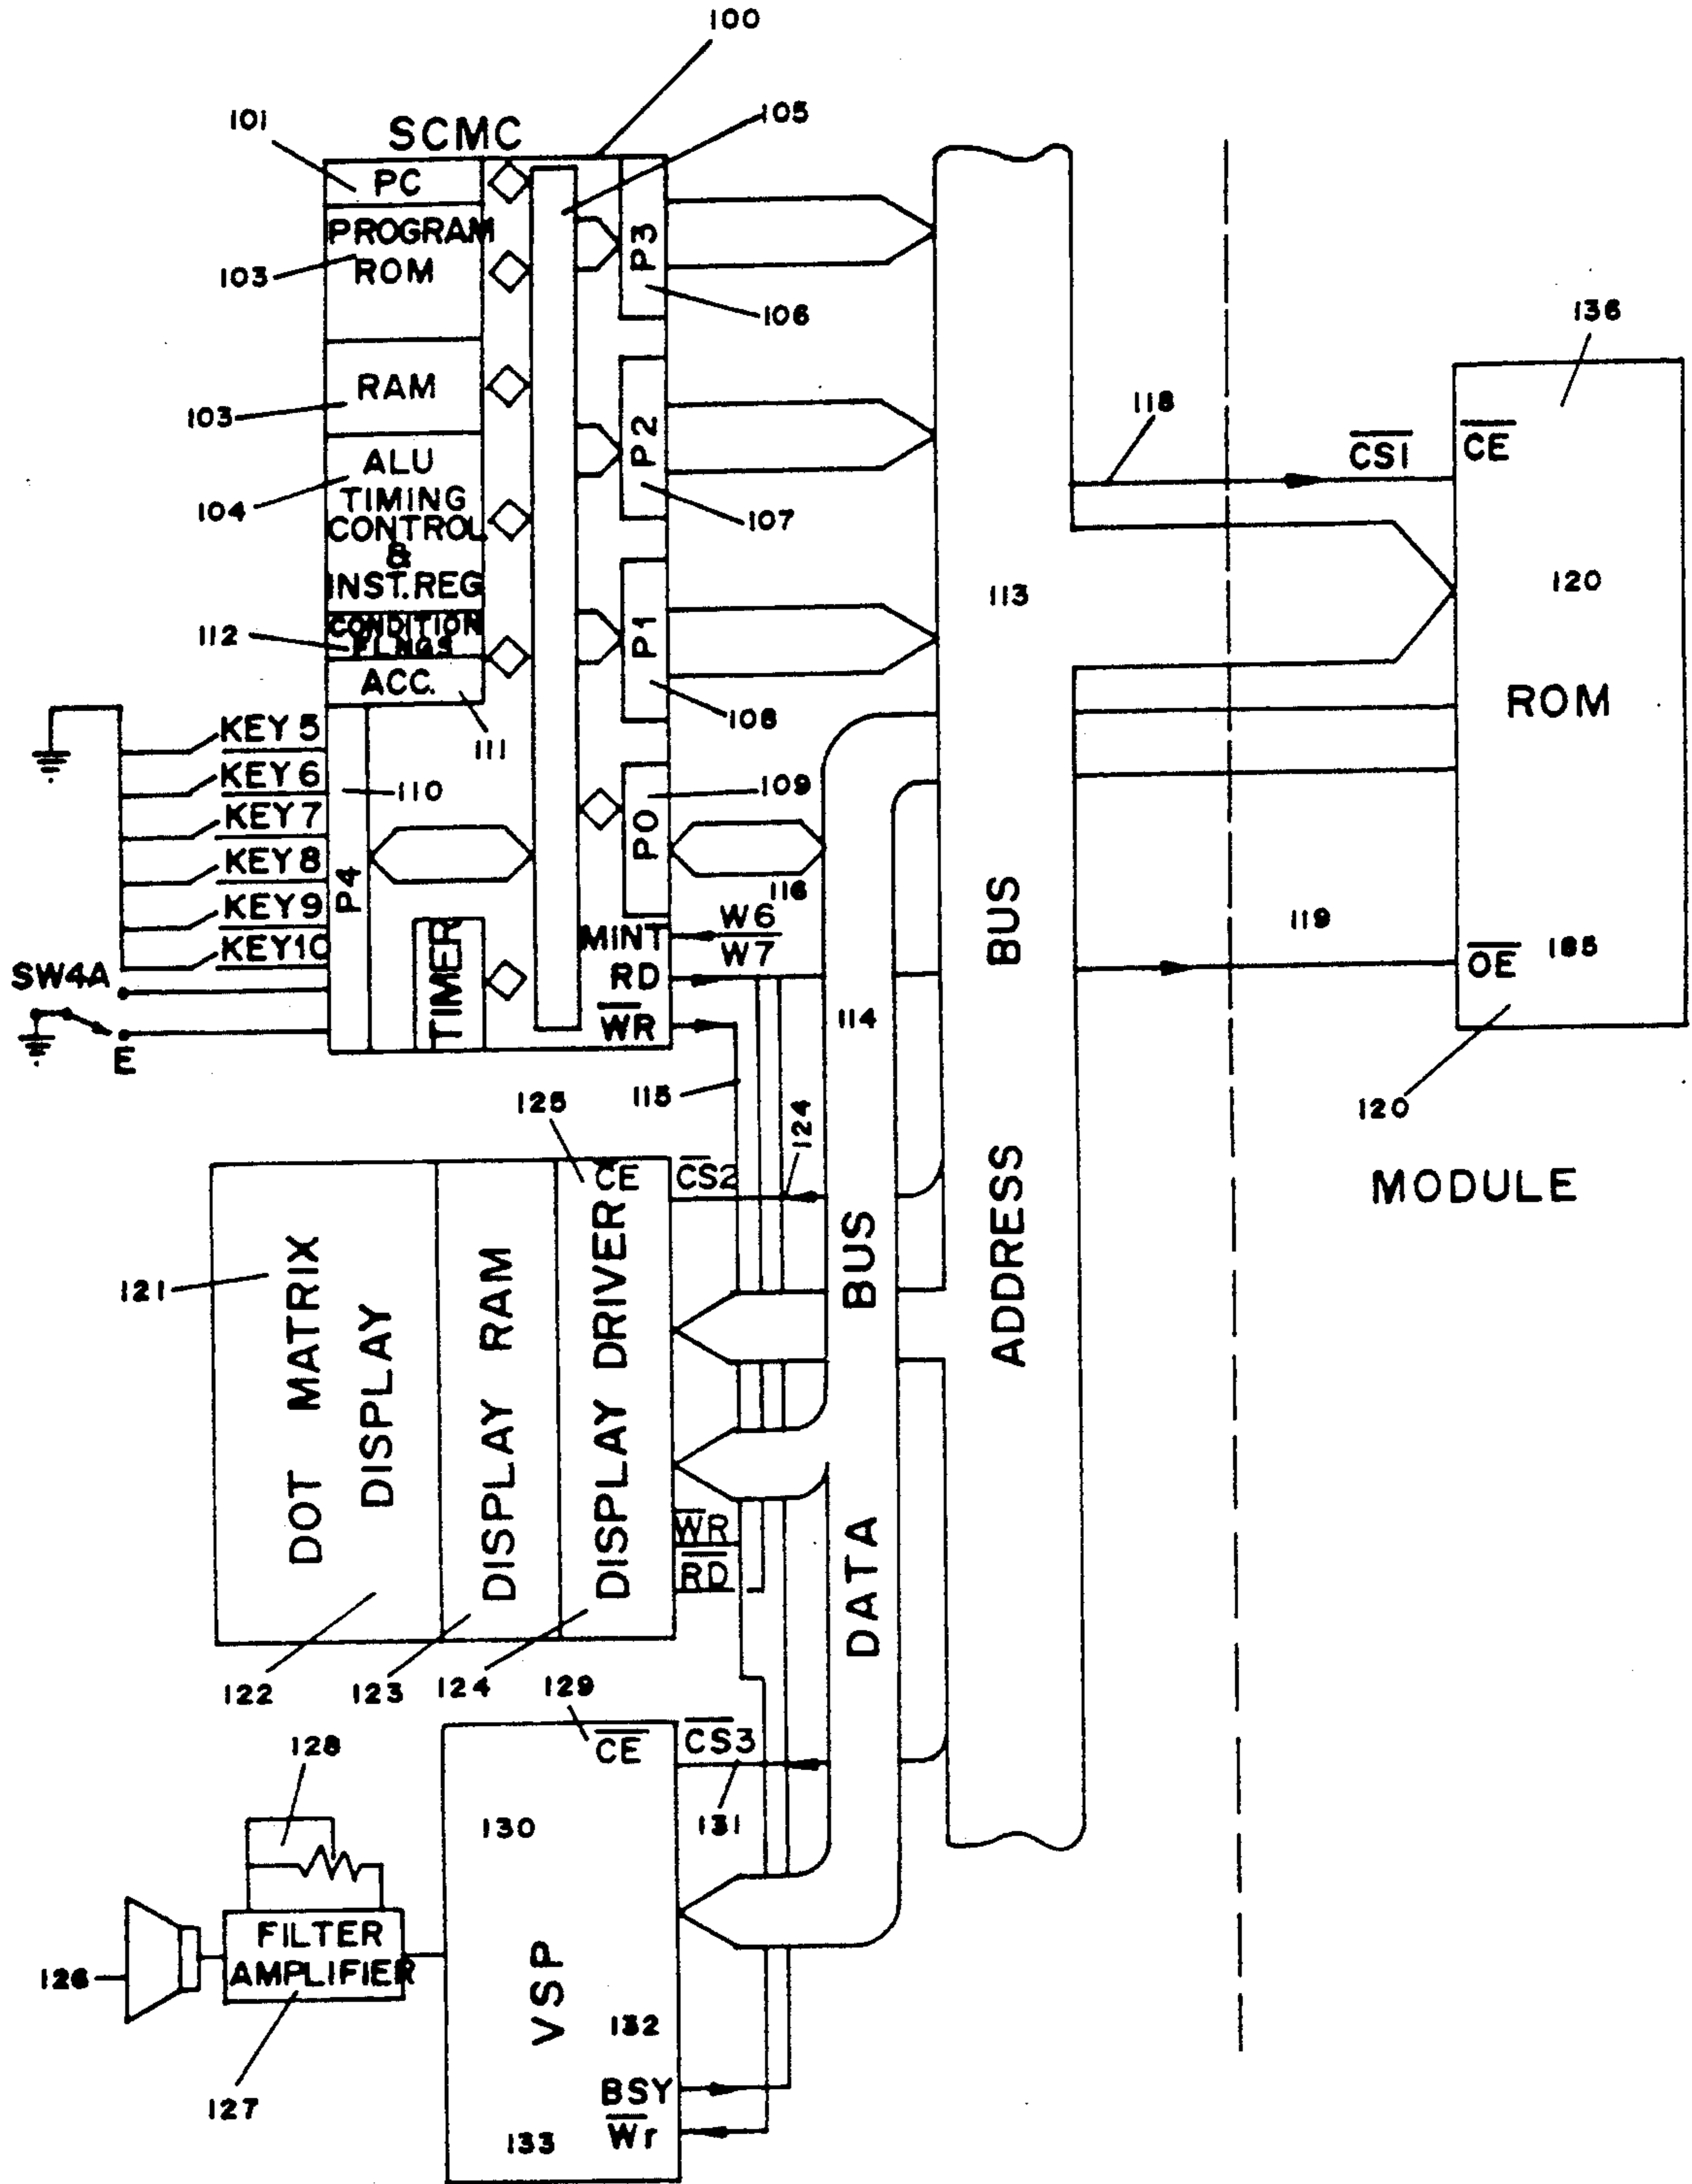 100
105
101
SCMC
PC
PROGRAM
ROM
103
P3
106
136
RAM
103
118
CS1
CE
P2
ALU
TIMING
CONTROL
&
INST.REG
104
107
113
120
112
CONDITION
FLNGS
P1
ACC.
108
ROM
111
KEY 5
KEY 6
KEY 7
KEY 8
KEY 9
KEY 10
110
109
P0
P4
116
W6
W7
MINT
BUS
119
SW4A
RD
OE
185
TIMER
WR
114
E
115
124
125
120
CE
CS2
MODULE
121
DOT MATRIX
DISPLAY
DISPLAY RAM
DISPLAY DRIVER
BUS
ADDRESS
WR
RD
DATA
122
123
124
129
CE
CS3
128
130
131
FILTER
AMPLIFIER
126
VSP
132
127
BSY
Wr
133